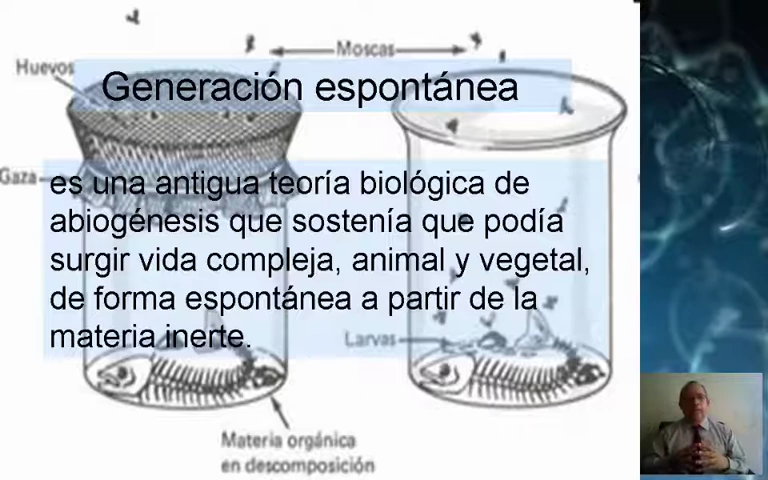 Moscas
Huevos
Generación espontánea
Gaza
es una antigua teoría biológica de
abiogénesis que sostenía que podía
surgir vida compleja, animal y vegetal,
de forma espontánea a partir de la
materia inerte.
Larvas
Materia orgánica
en descomposición